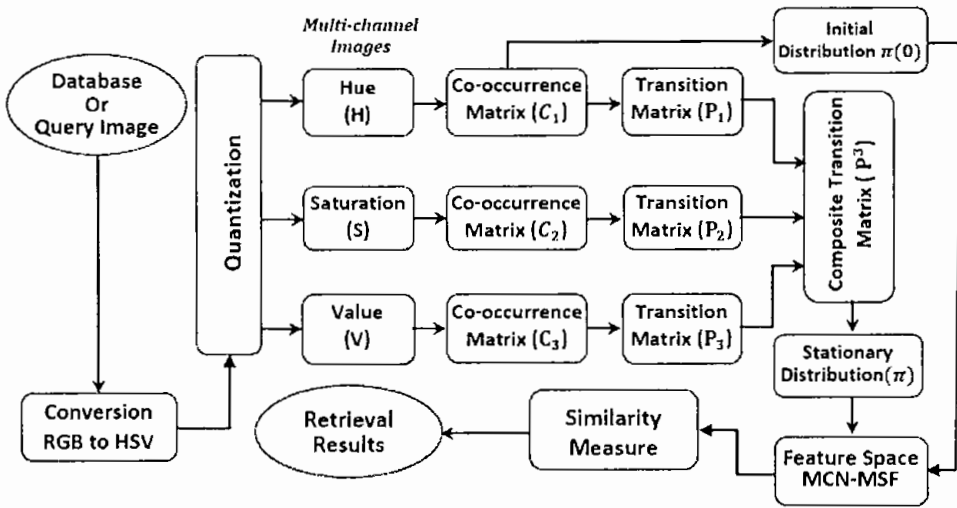 Multi-channel
Images
Database
Or
Query Image
Quantization
Hue
(H)
Co-occurrence
Matrix (C₁)
Transition
Matrix (P₁)
Initial
Distribution π(0)
Saturation
(S)
Co-occurrence
Matrix (C₂)
Transition
Matrix (P₂)
Composite Transition
Matrix ( P³)
Value
(V)
Co-occurrence
Matrix (C₃)
Transition
Matrix (P₃)
Stationary
Distribution(π)
Conversion
RGB to HSV
Retrieval
Results
Similarity
Measure
Feature Space
MCN-MSF